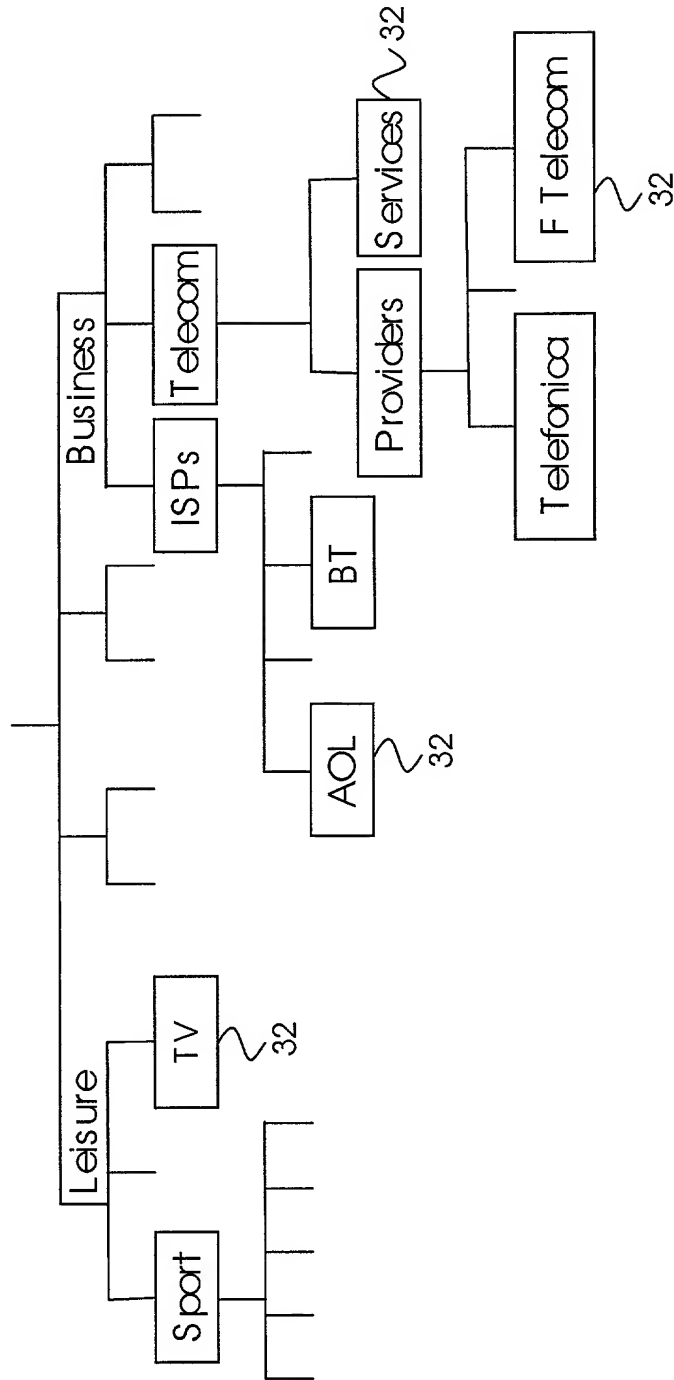 Leisure
Business
Sport
TV
ISPs
Telecom
32
AOL
BT
Providers
Services
32
32
Telefonica
F Telecom
32